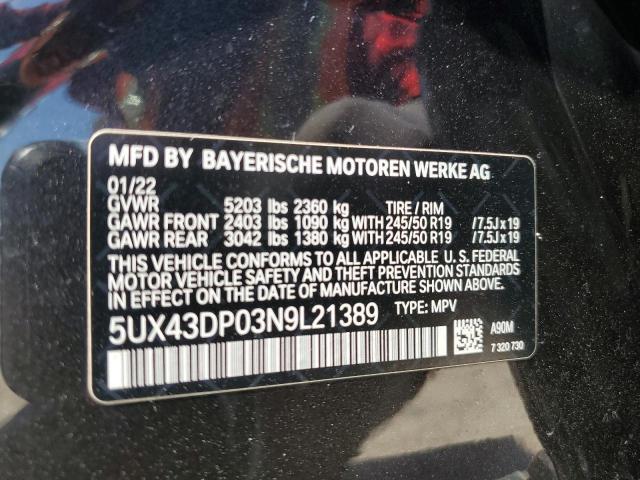 MFD BY BAYERISCHE MOTOREN WERKE AG
01/22
GVWR 5203 lbs 2360 kg TIRE / RIM
GAWR FRONT 2403 lbs 1090 kg WITH 245/50 R19 /7.5Jx19
GAWR REAR 3042 lbs 1380 kg WITH 245/50 R19 /7.5Jx19
THIS VEHICLE CONFORMS TO ALL APPLICABLE U.S. FEDERAL
MOTOR VEHICLE SAFETY AND THEFT PREVENTION STANDARDS
IN EFFECT ON THE DATE OF MANUFACTURE SHOWN ABOVE.
5UX43DP03N9L21389 TYPE: MPV
A90M
7 320 730